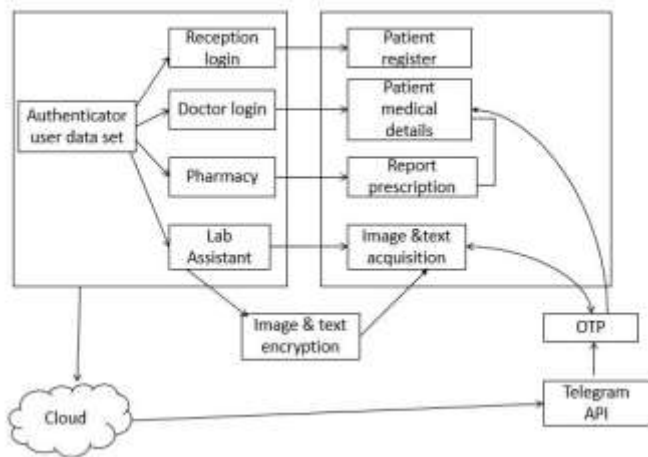 Reception
login
Patient
register
Authenticator
user data set
Doctor login
Patient
medical
details
Pharmacy
Report
prescription
Lab
Assistant
Image &text
acquisition
Image & text
encryption
OTP
Cloud
Telegram
API